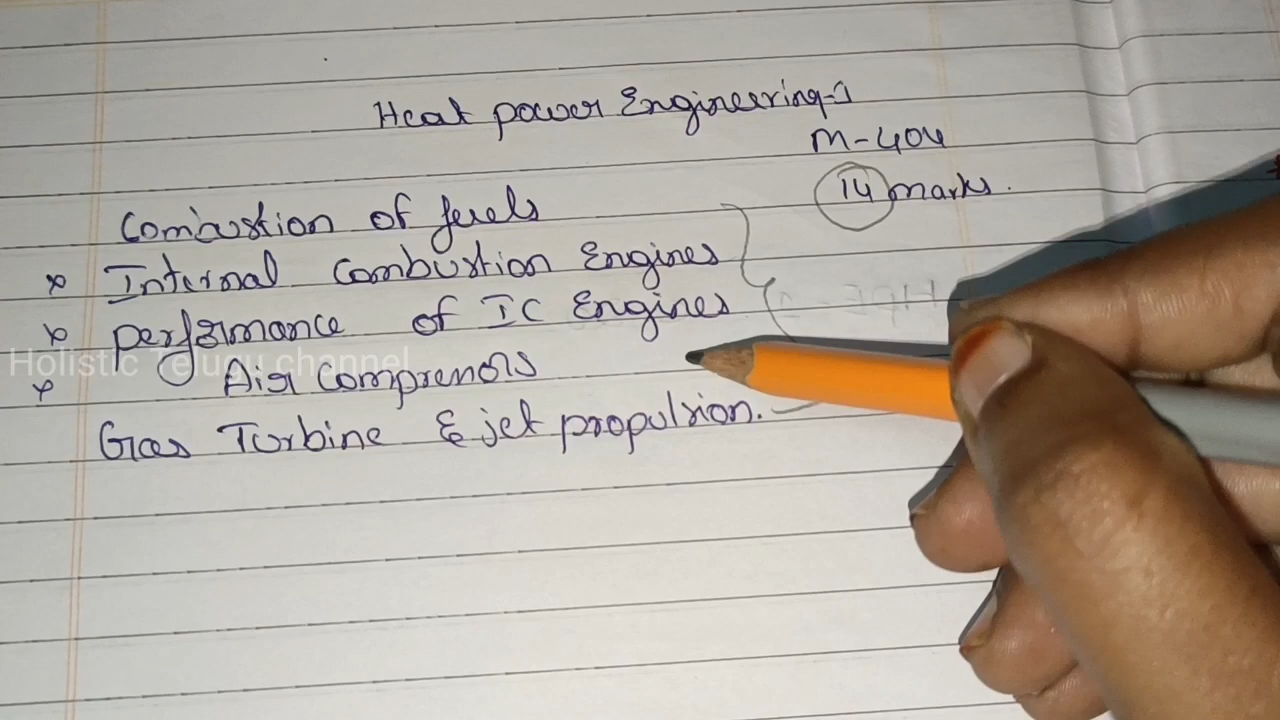 Heat power Engineering-I
M-404
14 marks.
Combustion of fuels
* Internal Combustion Engines
* performance of IC Engines
* Air Compressors
Gas Turbine & jet propulsion.
Holistic Telugu channel